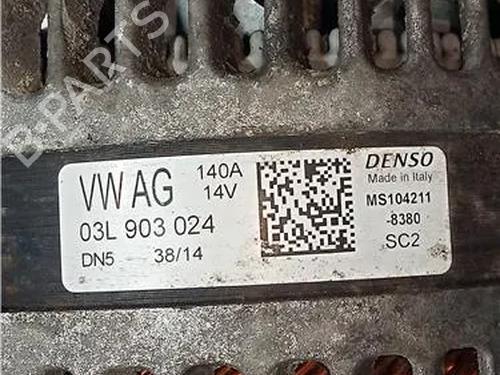 B-PARTS
VW AG 140A 14V
03L 903 024
DN5 38/14
DENSO
Made in Italy
MS104211
-8380
SC2